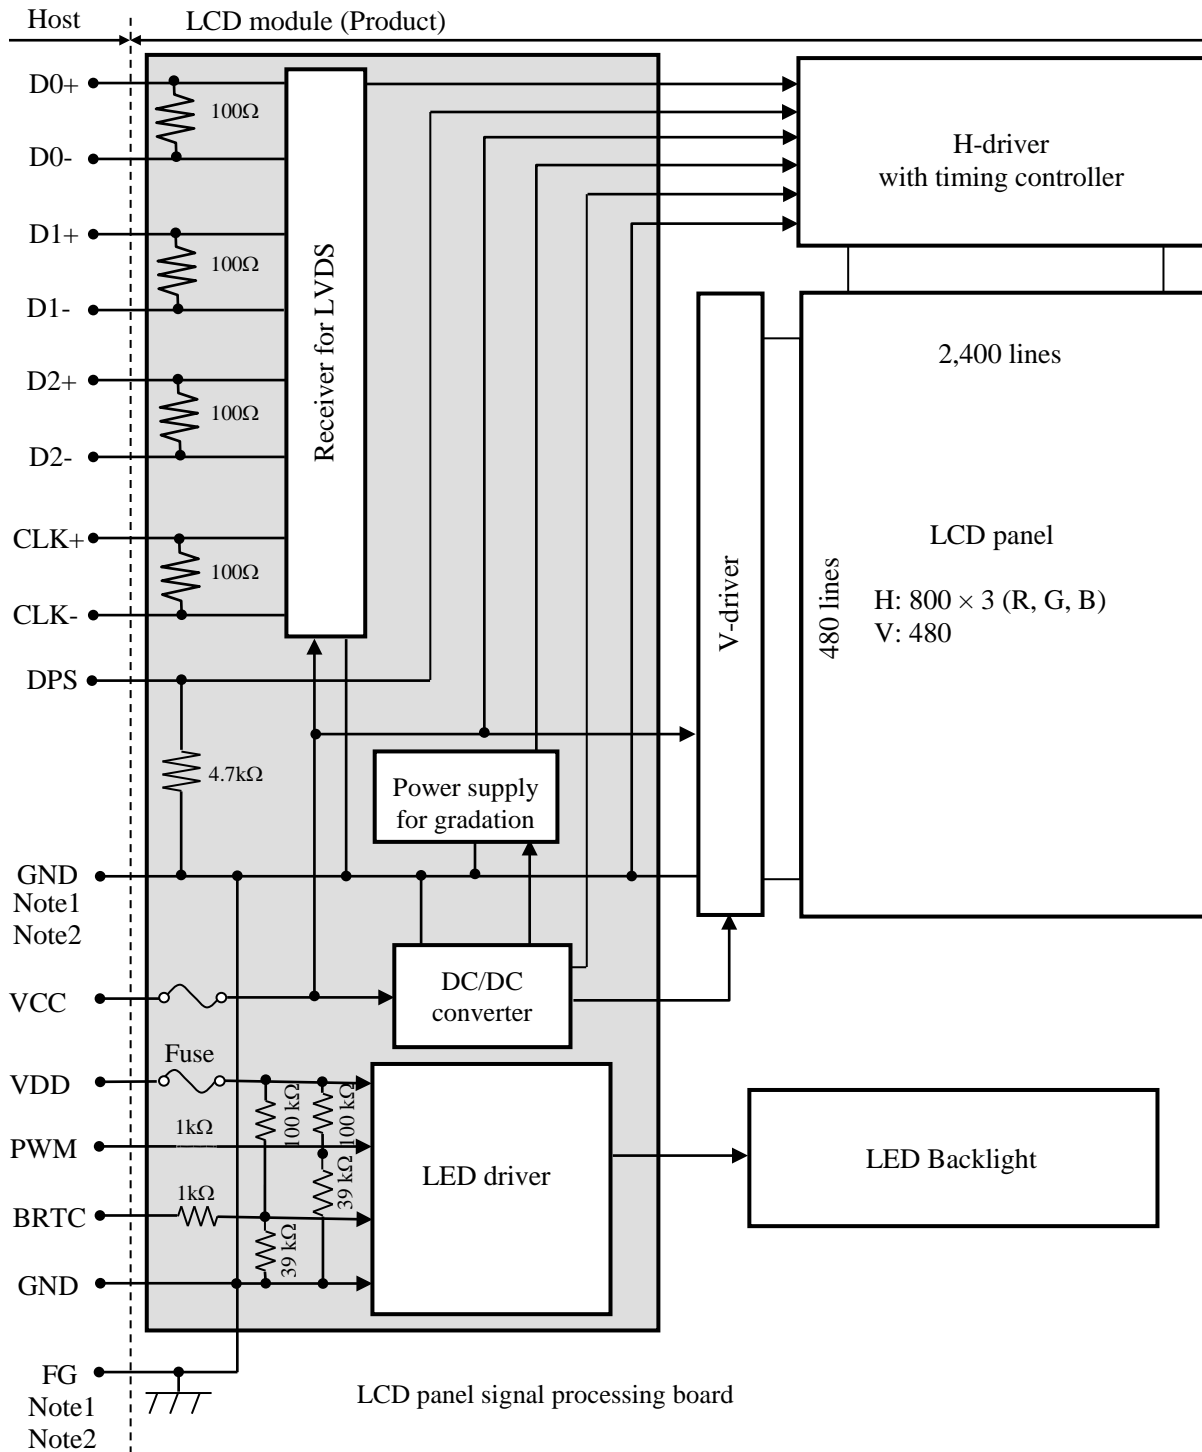 Host
LCD module (Product)
D0+
100Ω
D0-
D1+
100Ω
D1-
D2+
100Ω
D2-
CLK+
100Ω
CLK-
DPS
4.7kΩ
GND
Note1
Note2
VCC
Fuse
VDD
PWM
1kΩ
BRTC
1kΩ
100 kΩ
39 kΩ
100 kΩ
39 kΩ
GND
FG
Note1
Note2
Receiver for LVDS
Power supply
for gradation
DC/DC
converter
LED driver
LED Backlight
H-driver
with timing controller
V-driver
2,400 lines
480 lines
LCD panel
H: 800 × 3 (R, G, B)
V: 480
LCD panel signal processing board